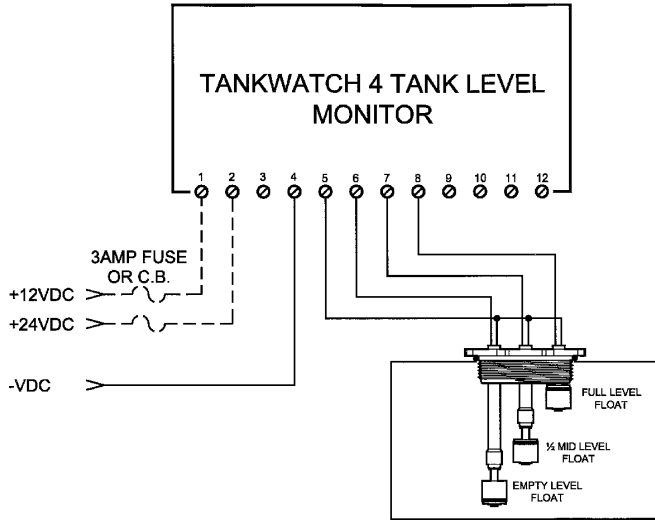 TANKWATCH 4 TANK LEVEL
MONITOR
1 2 3 4 5 6 7 8 9 10 11 12
3AMP FUSE
OR C.B.
+12VDC
+24VDC
-VDC
FULL LEVEL
FLOAT
½ MID LEVEL
FLOAT
EMPTY LEVEL
FLOAT